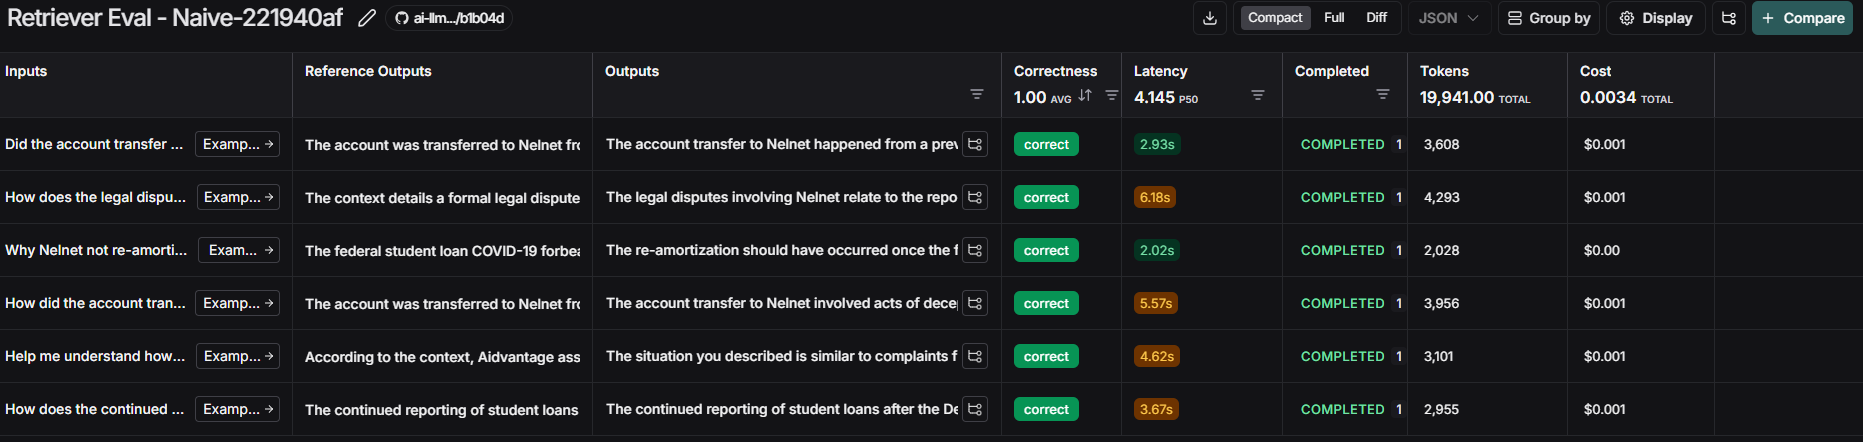 Retriever Eval - Naive-221940af ai-llm.../b1b04d Compact Full Diff JSON Group by Display + Compare
Inputs Reference Outputs Outputs Correctness Latency Completed Tokens Cost
1.00 AVG 4.145 P50 19,941.00 TOTAL 0.0034 TOTAL
Did the account transfer ... Examp... → The account was transferred to Nelnet fro The account transfer to Nelnet happened from a prev correct 2.93s COMPLETED 1 3,608 $0.001
How does the legal dispu... Examp... → The context details a formal legal dispute The legal disputes involving Nelnet relate to the repo correct 6.18s COMPLETED 1 4,293 $0.001
Why Nelnet not re-amorti... Exam... → The federal student loan COVID-19 forbea The re-amortization should have occurred once the f correct 2.02s COMPLETED 1 2,028 $0.00
How did the account tran... Examp... → The account was transferred to Nelnet fro The account transfer to Nelnet involved acts of dece correct 5.57s COMPLETED 1 3,956 $0.001
Help me understand how... Examp... → According to the context, Aidvantage ass The situation you described is similar to complaints f correct 4.62s COMPLETED 1 3,101 $0.001
How does the continued ... Examp... → The continued reporting of student loans The continued reporting of student loans after the De correct 3.67s COMPLETED 1 2,955 $0.001